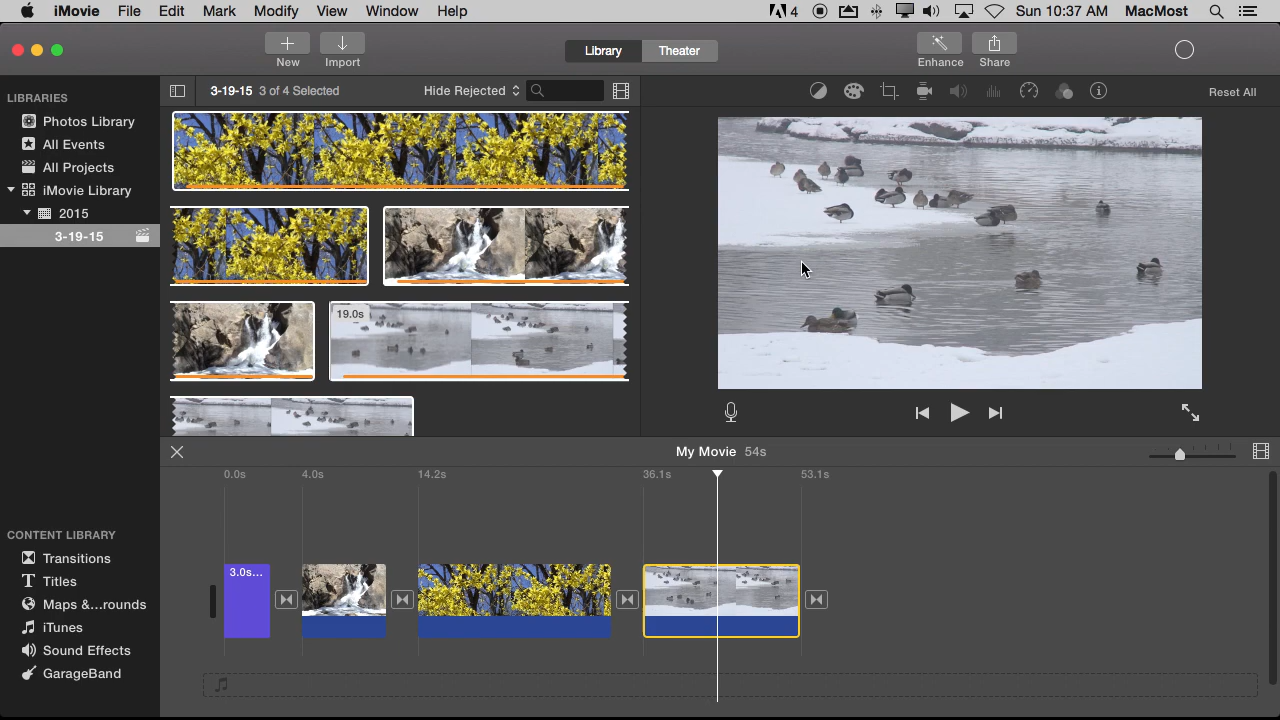 iMovie File Edit Mark Modify View Window Help 4 Sun 10:37 AM MacMost
New Import Library Theater Enhance Share
LIBRARIES
Photos Library
All Events
All Projects
iMovie Library
2015
3-19-15
3-19-15 3 of 4 Selected Hide Rejected
Reset All
19.0s
My Movie 54s
0.0s 4.0s 14.2s 36.1s 53.1s
3.0s...
CONTENT LIBRARY
Transitions
Titles
Maps &...rounds
iTunes
Sound Effects
GarageBand